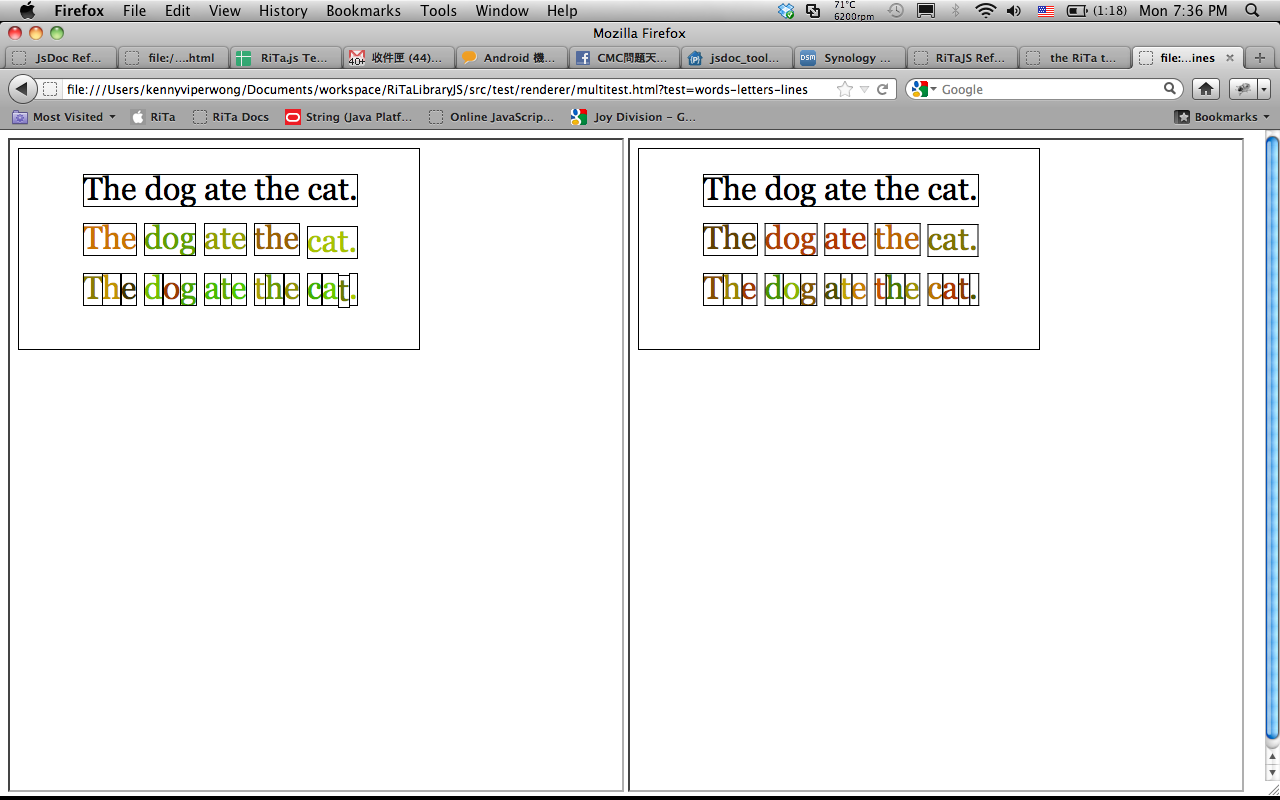 Firefox File Edit View History Bookmarks Tools Window Help 71°C 6200rpm (1:18) Mon 7:36 PM
Mozilla Firefox
JsDoc Ref... file:/....html RiTa.js Te... 40+ 收件匣 (44)... Android 機... CMC問題天... jsdoc_tool... DSM Synology ... RiTaJS Ref... the RiTa t... file:...ines
file:///Users/kennyviperwong/Documents/workspace/RiTaLibraryJS/src/test/renderer/multitest.html?test=words-letters-lines Google
Most Visited RiTa RiTa Docs String (Java Platf... Online JavaScrip... Joy Division - G... Bookmarks
The dog ate the cat.
The dog ate the cat.
The dog ate the cat.
The dog ate the cat.
The dog ate the cat.
The dog ate the cat.